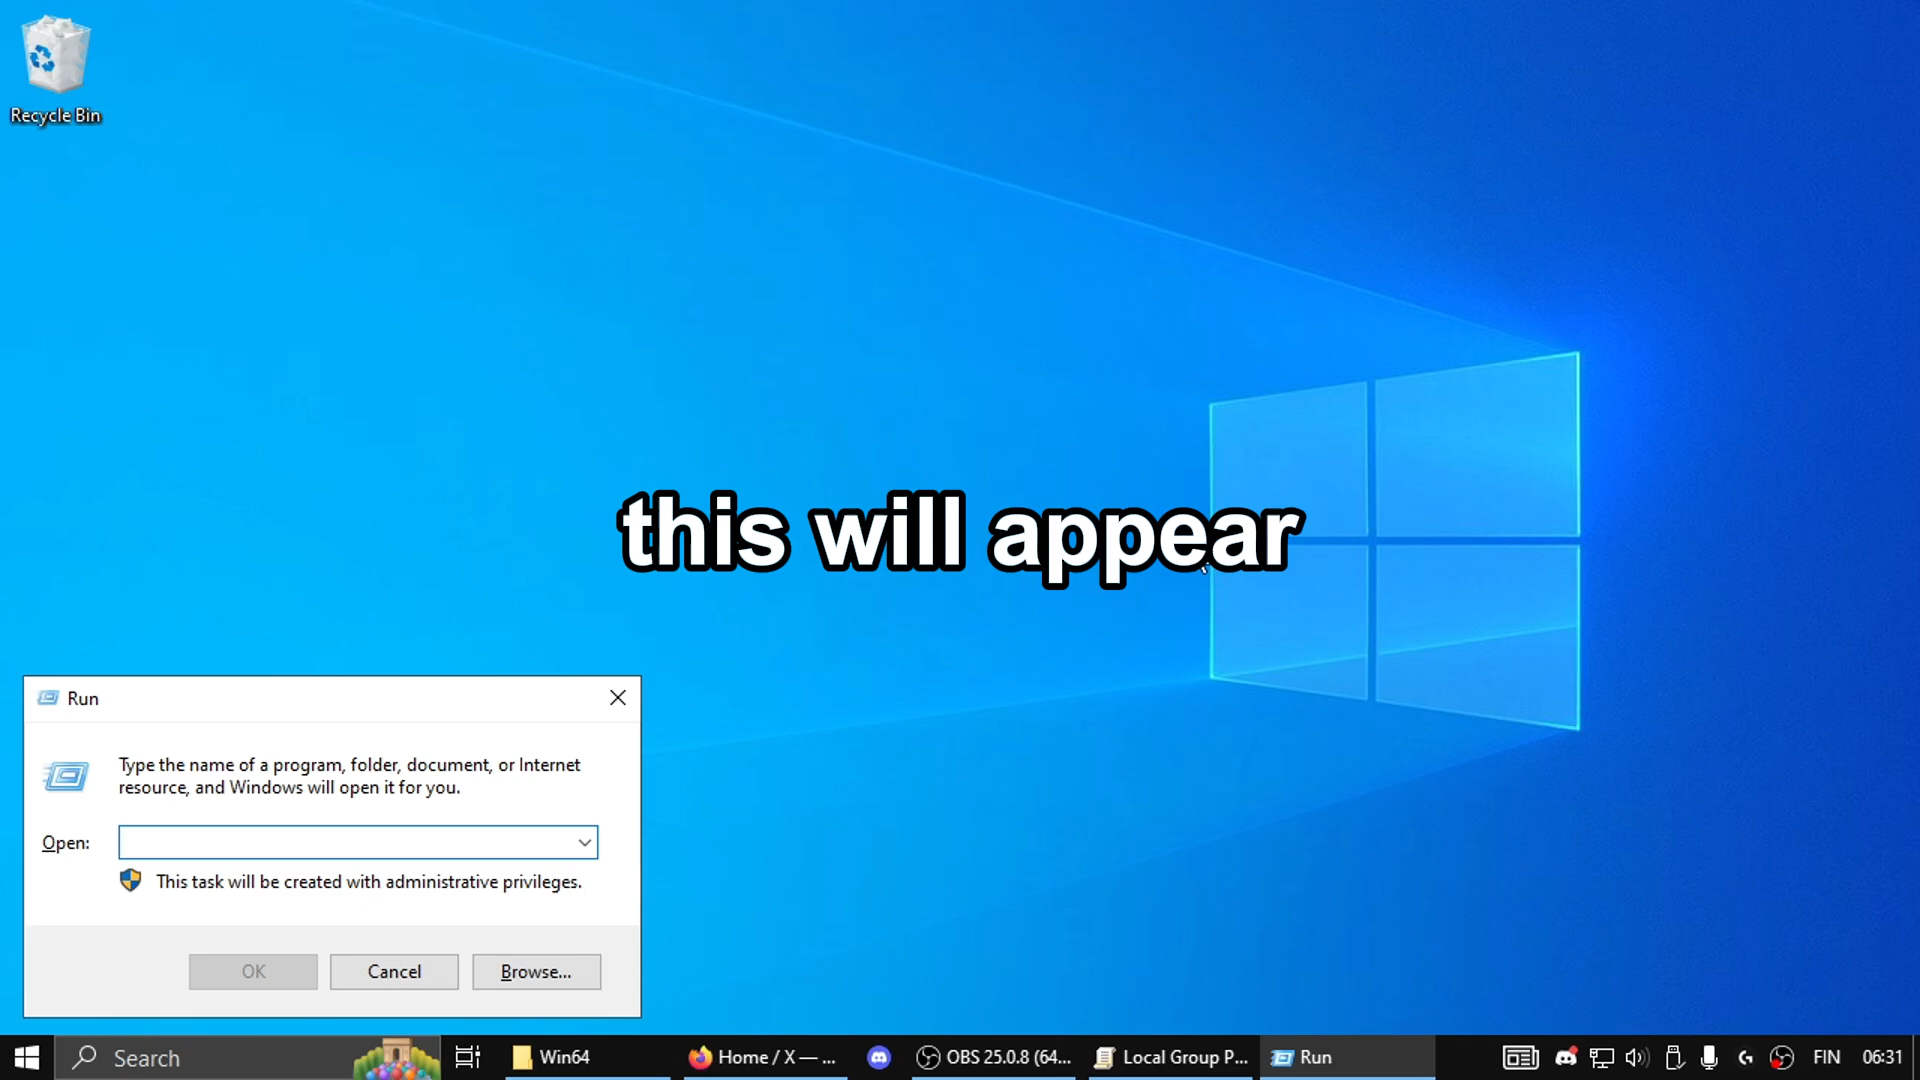 Recycle Bin
this will appear
Run
Type the name of a program, folder, document, or Internet
resource, and Windows will open it for you.
Open:
This task will be created with administrative privileges.
OK
Cancel
Browse...
Search
Win64
Home / X — ...
OBS 25.0.8 (64...
Local Group P...
Run
FIN
06:31